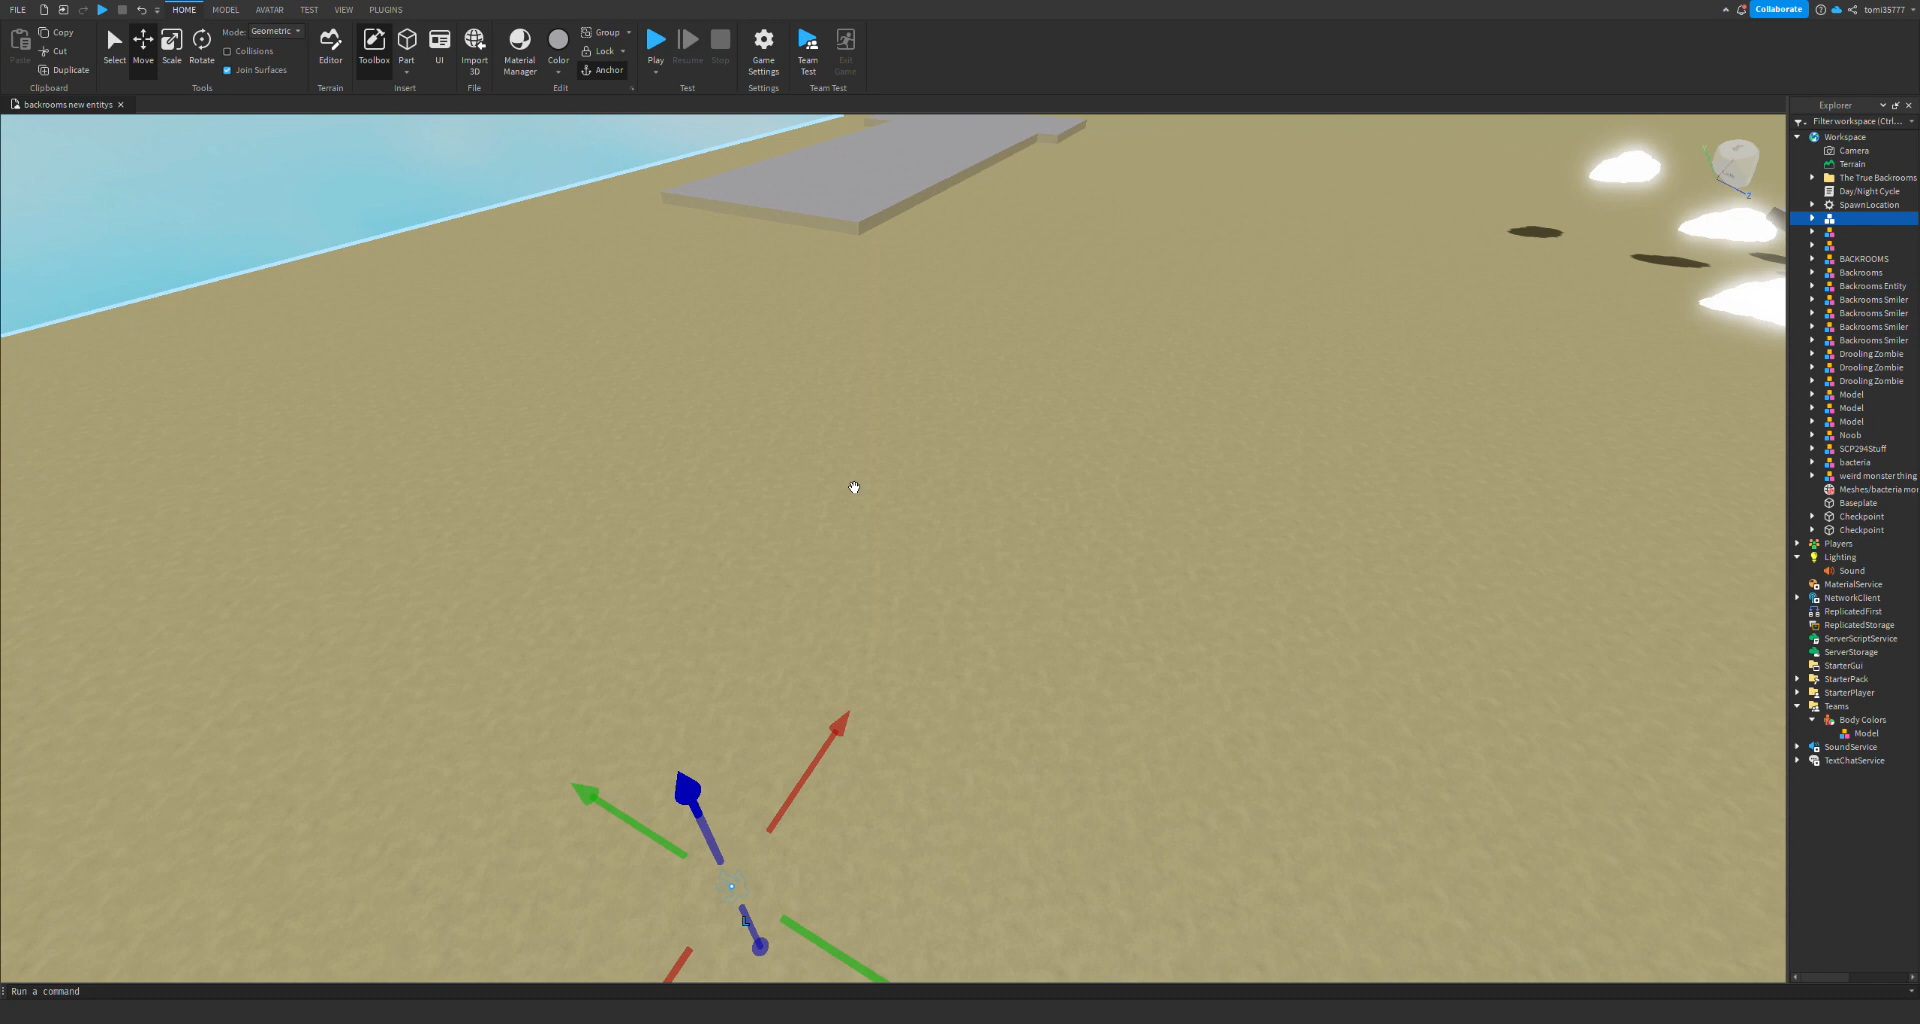 FILE HOME MODEL AVATAR TEST VIEW PLUGINS Collaborate tomi35777
Paste Copy Cut Duplicate Clipboard
Select Move Scale Rotate Mode: Geometric Collisions Join Surfaces Tools
Editor Terrain
Toolbox Part UI Insert
Import 3D File
Material Manager Color Group Lock Anchor Edit
Play Resume Stop Test
Game Settings Settings
Team Test Exit Game Team Test
backrooms new entitys
Explorer
Filter workspace (Ctrl...
Workspace
Camera
Terrain
The True Backrooms
Day/Night Cycle
SpawnLocation
BACKROOMS
Backrooms
Backrooms Entity
Backrooms Smiler
Backrooms Smiler
Backrooms Smiler
Backrooms Smiler
Drooling Zombie
Drooling Zombie
Drooling Zombie
Model
Model
Model
Noob
SCP294Stuff
bacteria
weird monster thing
Meshes/bacteria mo
Baseplate
Checkpoint
Checkpoint
Players
Lighting
Sound
MaterialService
NetworkClient
ReplicatedFirst
ReplicatedStorage
ServerScriptService
ServerStorage
StarterGui
StarterPack
StarterPlayer
Teams
Body Colors
Model
SoundService
TextChatService
Z
L
Run a command